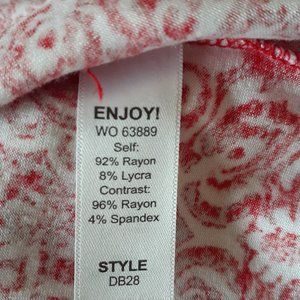 ENJOY!
WO 63889
Self:
92% Rayon
8% Lycra
Contrast:
96% Rayon
4% Spandex
STYLE
DB28